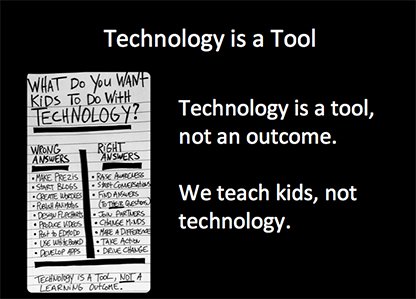 Technology is a Tool
WHAT DO YOU WANT
KIDS TO DO WITH
TECHNOLOGY?
WRONG
ANSWERS
• MAKE PREZIS
• START BLOGS
• CREATE WORDLES
• PUBLISH ANIMOTOS
• DESIGN FLIPCHARTS
• PRODUCE VIDEOS
• POST TO EDMODO
• USE WHITEBOARDS
• DEVELOP APPS
RIGHT
ANSWERS
• RAISE AWARENESS
• START CONVERSATIONS
• FIND ANSWERS
(TO THEIR QUESTIONS)
• JOIN PARTNERS
• CHANGE MINDS
• MAKE A DIFFERENCE
• TAKE ACTION
• DRIVE CHANGE
TECHNOLOGY IS A TOOL, NOT A
LEARNING OUTCOME.
Technology is a tool,
not an outcome.
We teach kids, not
technology.